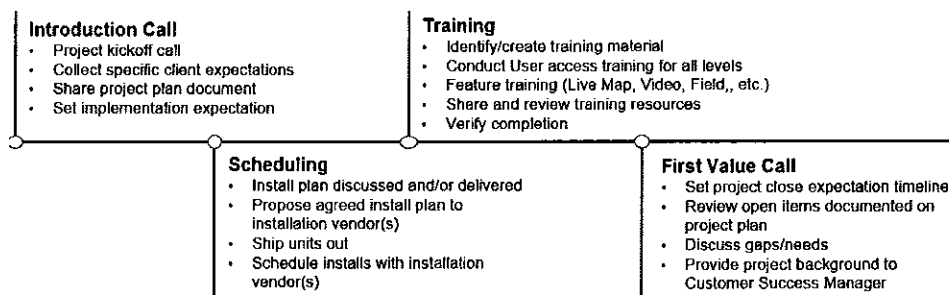 Introduction Call
• Project kickoff call
• Collect specific client expectations
• Share project plan document
• Set implementation expectation
Training
• Identify/create training material
• Conduct User access training for all levels
• Feature training (Live Map, Video, Field,, etc.)
• Share and review training resources
• Verify completion
Scheduling
• Install plan discussed and/or delivered
• Propose agreed install plan to
installation vendor(s)
• Ship units out
• Schedule installs with installation
vendor(s)
First Value Call
• Set project close expectation timeline
• Review open items documented on
project plan
• Discuss gaps/needs
• Provide project background to
Customer Success Manager